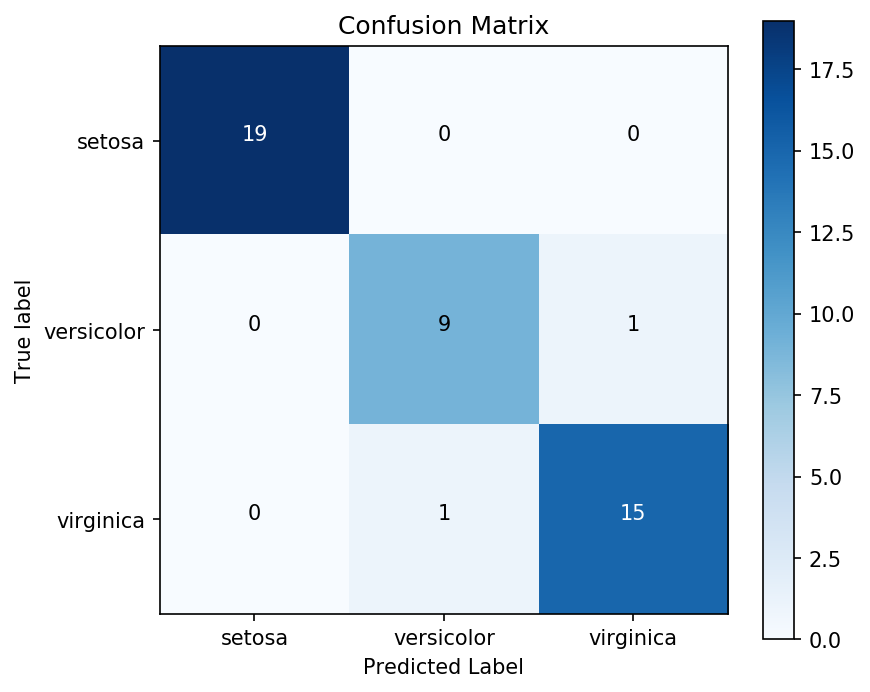 Confusion Matrix
17.5
setosa 19 0 0
15.0
12.5
True label
versicolor 0 9 1
10.0
7.5
5.0
virginica 0 1 15
2.5
0.0
setosa versicolor virginica
Predicted Label